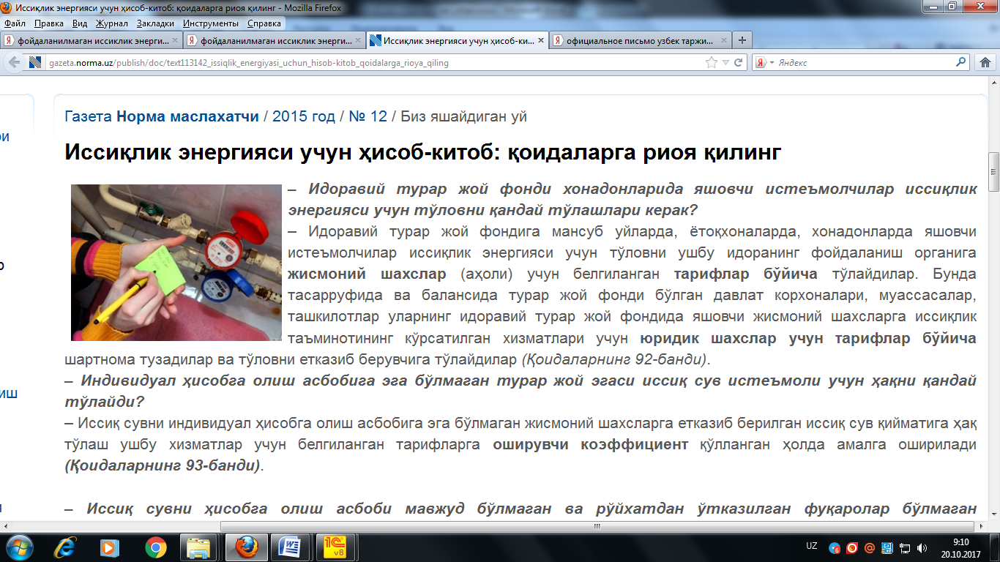 Иссиқлик энергияси учун ҳисоб-китоб: қоидаларга риоя қилинг - Mozilla Firefox
Файл Правка Вид Журнал Закладки Инструменты Справка
фойдаланилмаган иссиклик энерги... фойдаланилмаган иссиклик энерги... Иссиқлик энергияси учун ҳисоб-ки... официальное письмо узбек таржи...
gazeta.norma.uz/publish/doc/text113142_issiqlik_energiyasi_uchun_hisob-kitob_qoidalarga_rioya_qiling
Яндекс
Газета Норма маслахатчи / 2015 год / № 12 / Биз яшайдиган уй
Иссиқлик энергияси учун ҳисоб-китоб: қоидаларга риоя қилинг
– Идоравий турар жой фонди хонадонларида яшовчи истеъмолчилар иссиқлик
энергияси учун тўловни қандай тўлашлари керак?
– Идоравий турар жой фондига мансуб уйларда, ётоқхоналарда, хонадонларда яшовчи
истеъмолчилар иссиқлик энергияси учун тўловни ушбу идоранинг фойдаланиш органига
жисмоний шахслар (аҳоли) учун белгиланган тарифлар бўйича тўлайдилар. Бунда
тасарруфида ва балансида турар жой фонди бўлган давлат корхоналари, муассасалар,
ташкилотлар уларнинг идоравий турар жой фондида яшовчи жисмоний шахсларга иссиқлик
таъминотининг кўрсатилган хизматлари учун юридик шахслар учун тарифлар бўйича
шартнома тузадилар ва тўловни етказиб берувчига тўлайдилар (Қоидаларнинг 92-банди).
– Индивидуал ҳисобга олиш асбобига эга бўлмаган турар жой эгаси иссиқ сув истеъмоли учун ҳақни қандай
тўлайди?
– Иссиқ сувни индивидуал ҳисобга олиш асбобига эга бўлмаган жисмоний шахсларга етказиб берилган иссиқ сув қийматига ҳақ
тўлаш ушбу хизматлар учун белгиланган тарифларга оширувчи коэффициент қўлланган ҳолда амалга оширилади
(Қоидаларнинг 93-банди).
– Иссиқ сувни ҳисобга олиш асбоби мавжуд бўлмаган ва рўйхатдан ўтказилган фуқаролар бўлмаган
UZ
9:10
20.10.2017